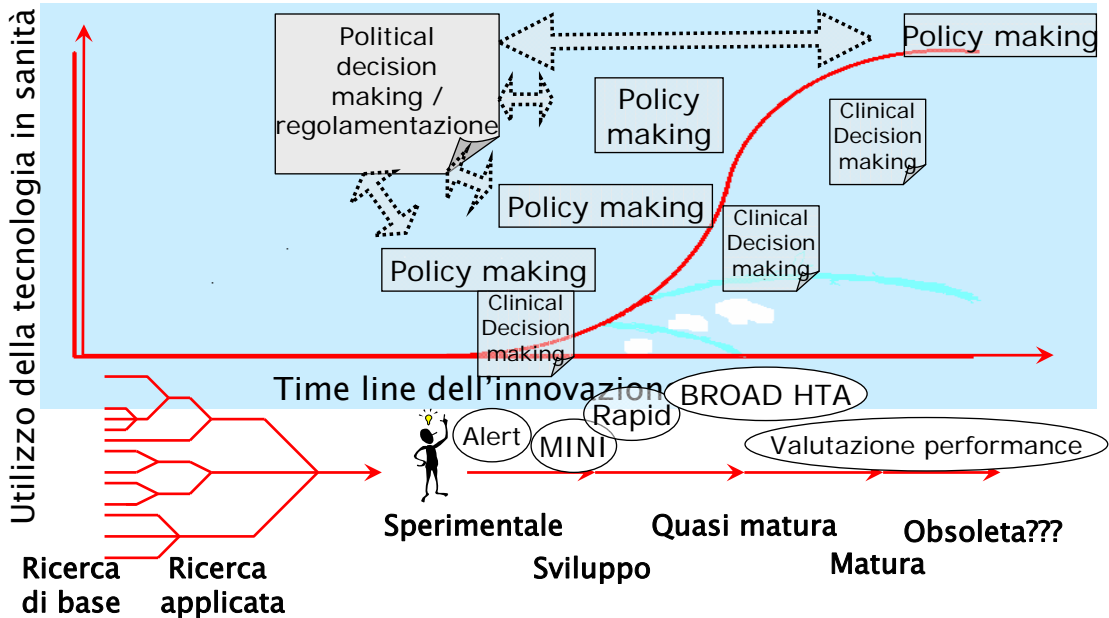 Utilizzo della tecnologia in sanità
Political
decision
making /
regolamentazione
Policy making
Policy
making
Clinical
Decision
making
Policy making
Clinical
Decision
making
Policy making
Clinical
Decision
making
Time line dell'innovazion
Alert
MINI
Rapid
BROAD HTA
Valutazione performance
Sperimentale
Quasi matura
Obsoleta???
Sviluppo
Matura
Ricerca
di base
Ricerca
applicata